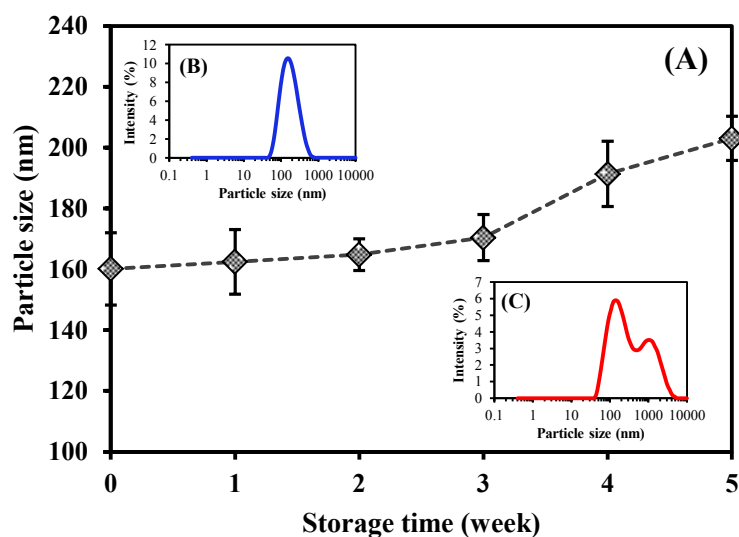 240
220
200
180
160
140
120
100
Particle size (nm)
0 1 2 3 4 5
Storage time (week)
(A)
(B)
12
10
8
6
4
2
0
Intensity (%)
0.1 1 10 100 1000 10000
Particle size (nm)
(C)
7
6
5
4
3
2
1
0
Intensity (%)
0.1 1 10 100 1000 10000
Particle size (nm)